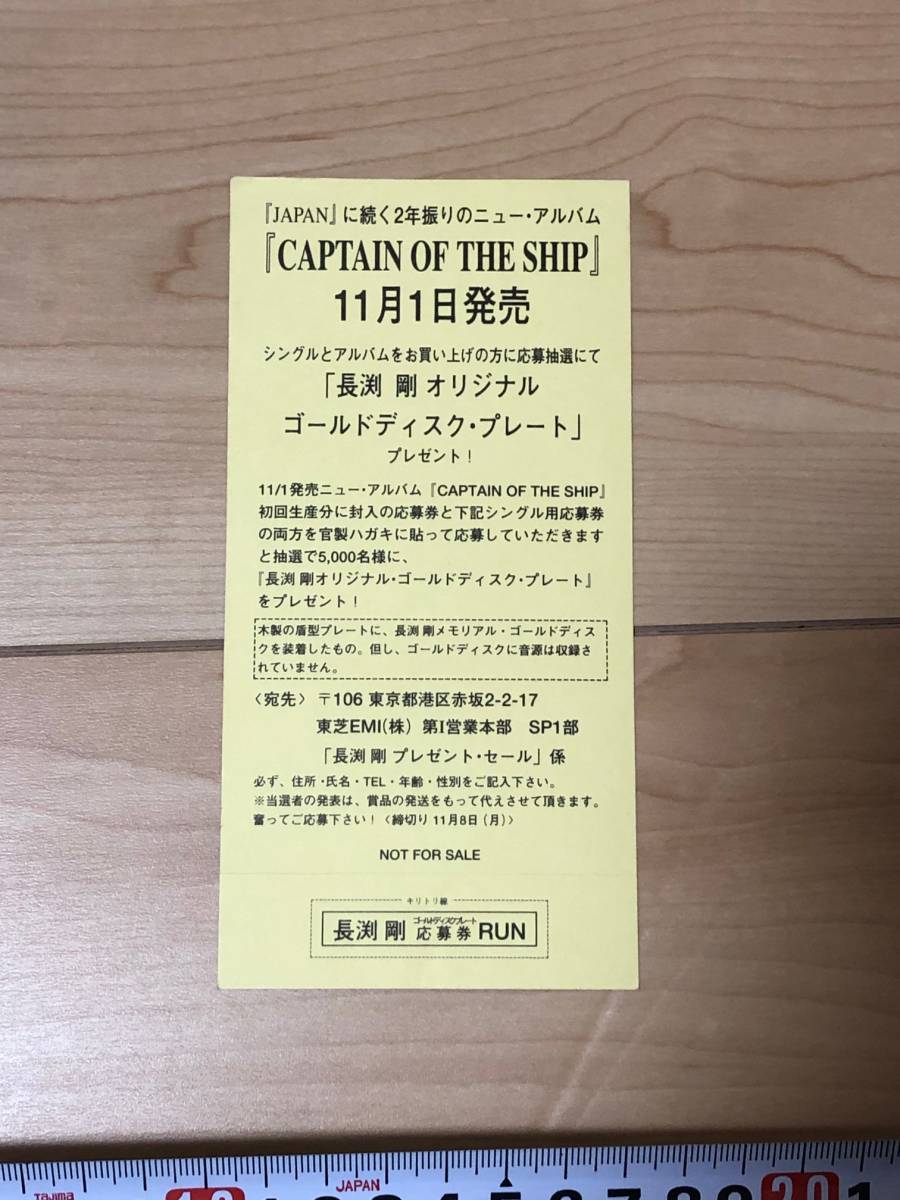 『JAPAN』に続く2年振りのニュー・アルバム
『CAPTAIN OF THE SHIP』
11月1日発売
シングルとアルバムをお買い上げの方に応募抽選にて
「長渕 剛 オリジナル
ゴールドディスク・プレート」
プレゼント!
11/1発売ニュー・アルバム『CAPTAIN OF THE SHIP』
初回生産分に封入の応募券と下記シングル用応募券
の両方を官製ハガキに貼って応募していただきます
と抽選で5,000名様に、
『長渕 剛オリジナル・ゴールドディスク・プレート』
をプレゼント!
木製の盾型プレートに、長渕 剛メモリアル・ゴールドディス
クを装着したもの。但し、ゴールドディスクに音源は収録さ
れていません。
〈宛先〉 〒106 東京都港区赤坂2-2-17
東芝EMI(株) 第I営業本部 SP1部
「長渕 剛 プレゼント・セール」係
必ず、住所・氏名・TEL・年齢・性別をご記入下さい。
※当選者の発表は、賞品の発送をもって代えさせて頂きます。
奮ってご応募下さい!〈締切り 11月8日(月)〉
NOT FOR SALE
キリトリ線
長渕 剛 ゴールドディスクプレート 応募券 RUN
Tajima
JAPAN